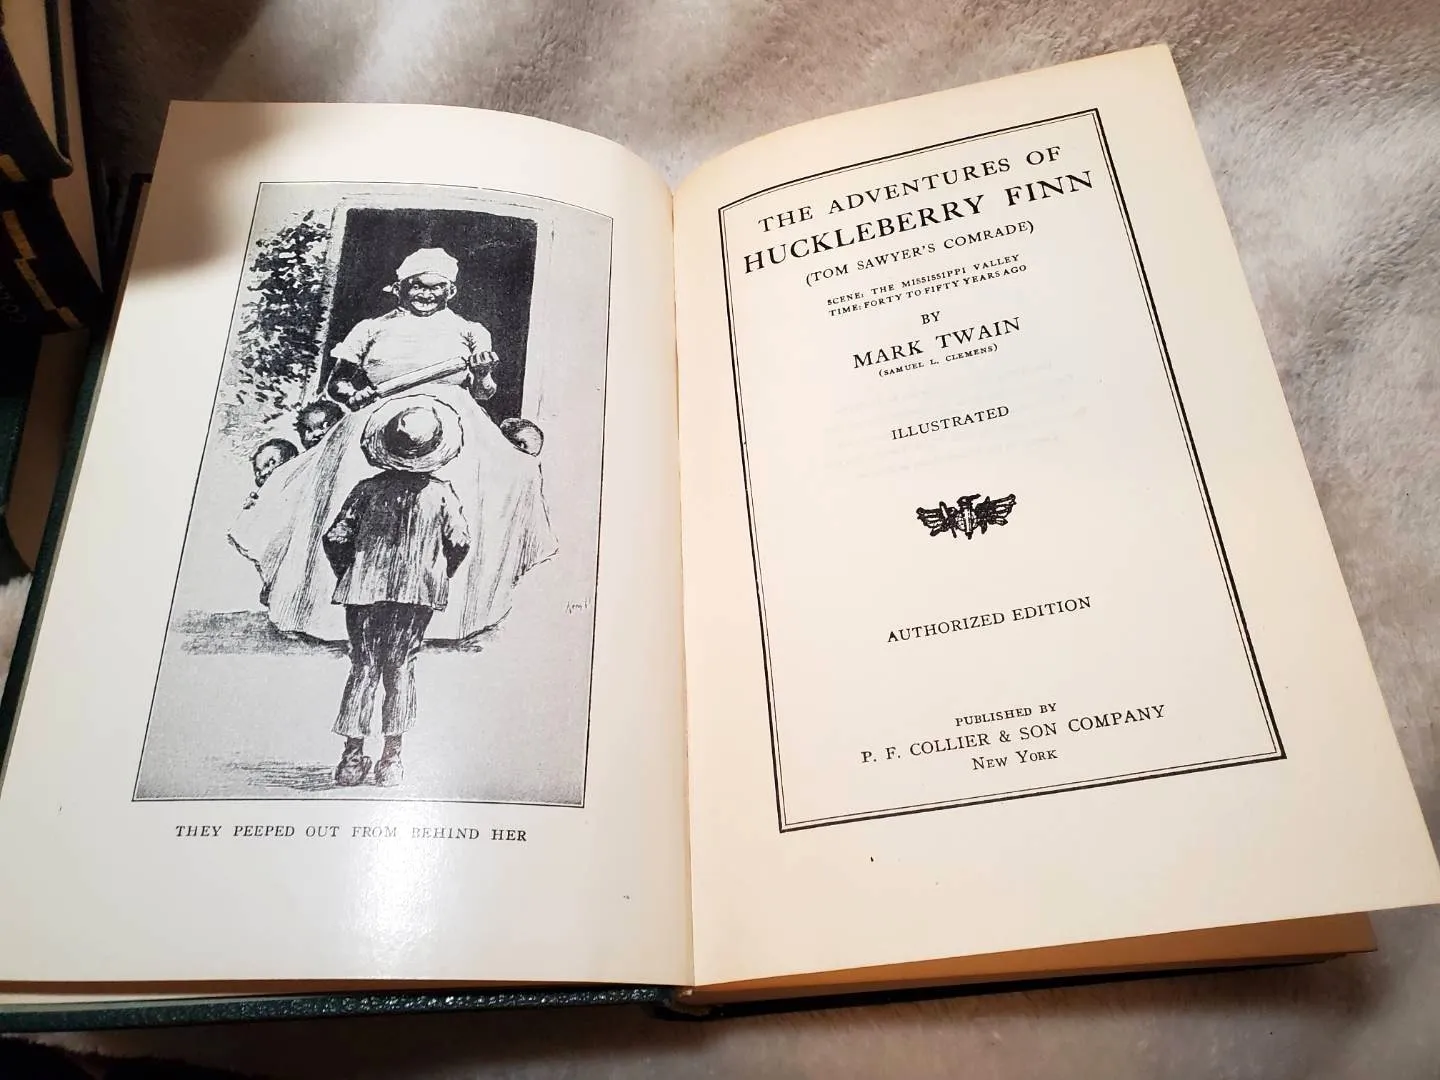 THEY PEEPED OUT FROM BEHIND HER
THE ADVENTURES OF
HUCKLEBERRY FINN
(TOM SAWYER'S COMRADE)
SCENE: THE MISSISSIPPI VALLEY
TIME: FORTY TO FIFTY YEARS AGO
BY
MARK TWAIN
(SAMUEL L. CLEMENS)
ILLUSTRATED
AUTHORIZED EDITION
PUBLISHED BY
P. F. COLLIER & SON COMPANY
NEW YORK